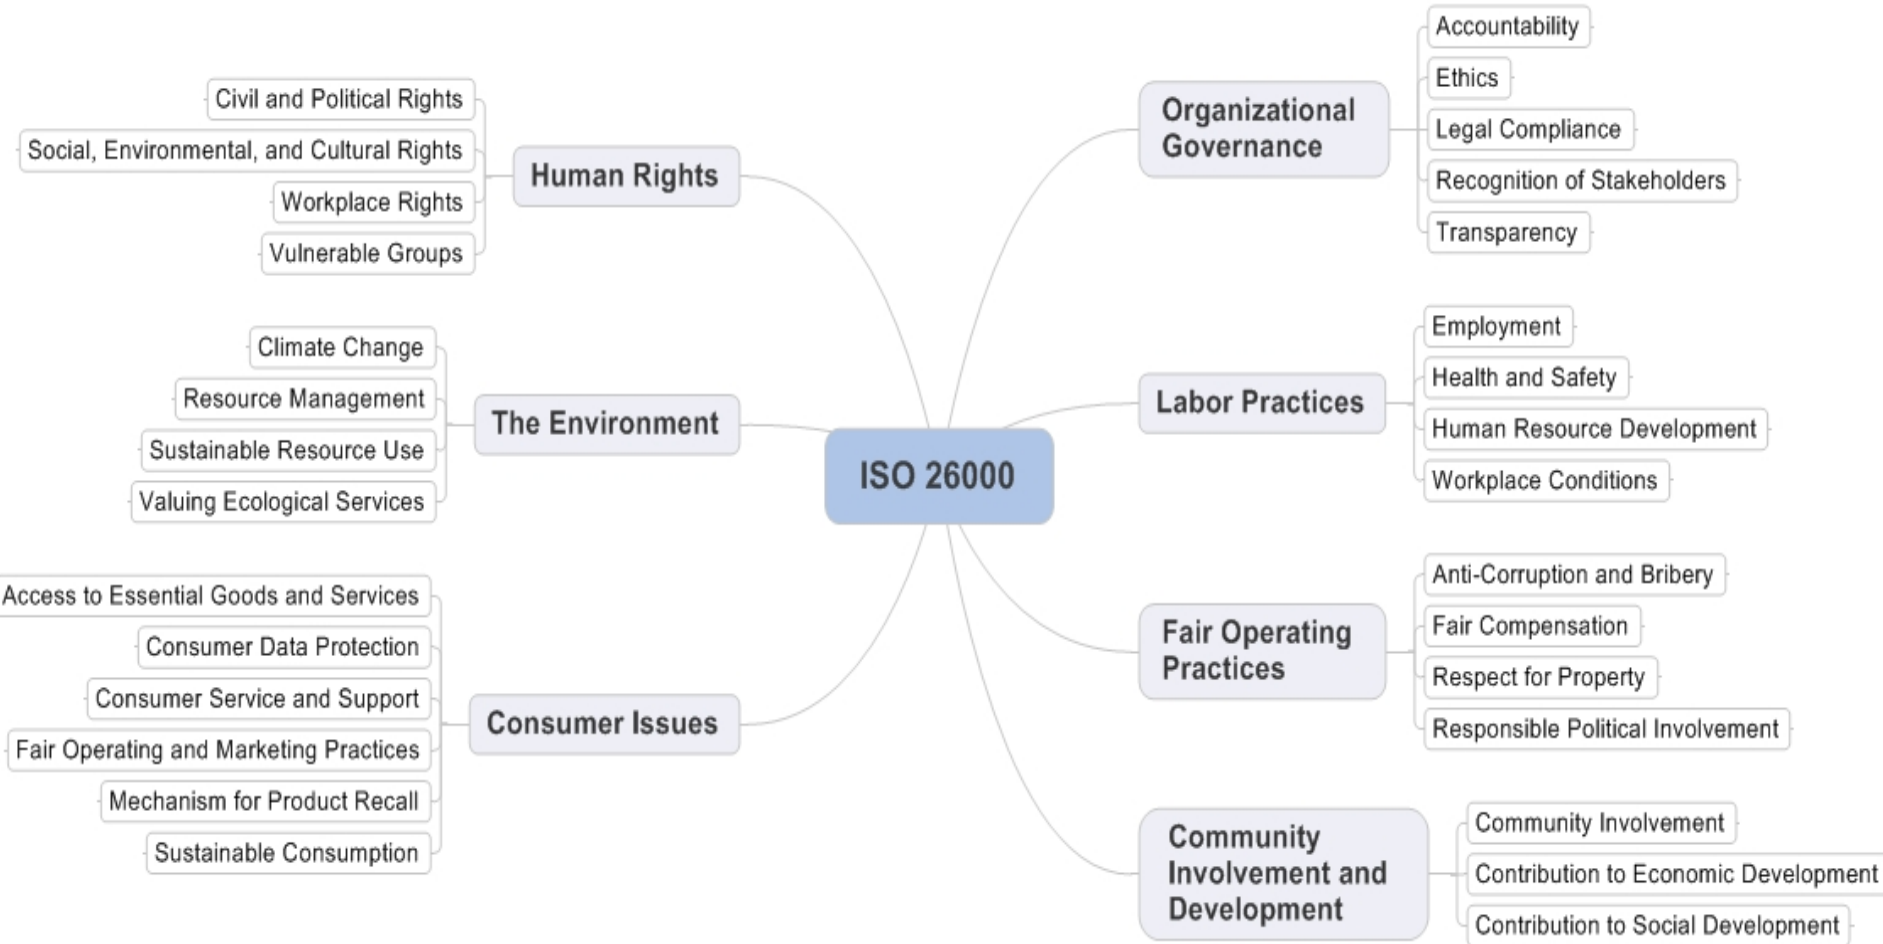 Civil and Political Rights
Social, Environmental, and Cultural Rights
Workplace Rights
Vulnerable Groups
Human Rights
Climate Change
Resource Management
Sustainable Resource Use
Valuing Ecological Services
The Environment
Access to Essential Goods and Services
Consumer Data Protection
Consumer Service and Support
Fair Operating and Marketing Practices
Mechanism for Product Recall
Sustainable Consumption
Consumer Issues
ISO 26000
Organizational
Governance
Accountability
Ethics
Legal Compliance
Recognition of Stakeholders
Transparency
Labor Practices
Employment
Health and Safety
Human Resource Development
Workplace Conditions
Fair Operating
Practices
Anti-Corruption and Bribery
Fair Compensation
Respect for Property
Responsible Political Involvement
Community
Involvement and
Development
Community Involvement
Contribution to Economic Development
Contribution to Social Development